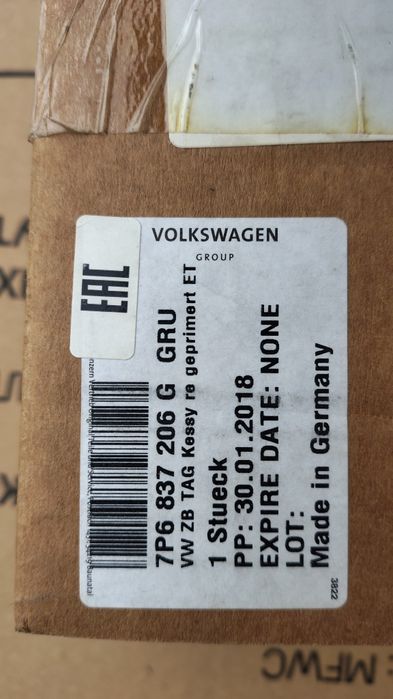 VOLKSWAGEN
GROUP
EAC
7P6 837 206 G GRU
VW ZB TAG Kessy re geprimert ET
1 Stueck
PP: 30.01.2018
EXPIRE DATE: NONE
LOT:
Made in Germany
3822
MFWC